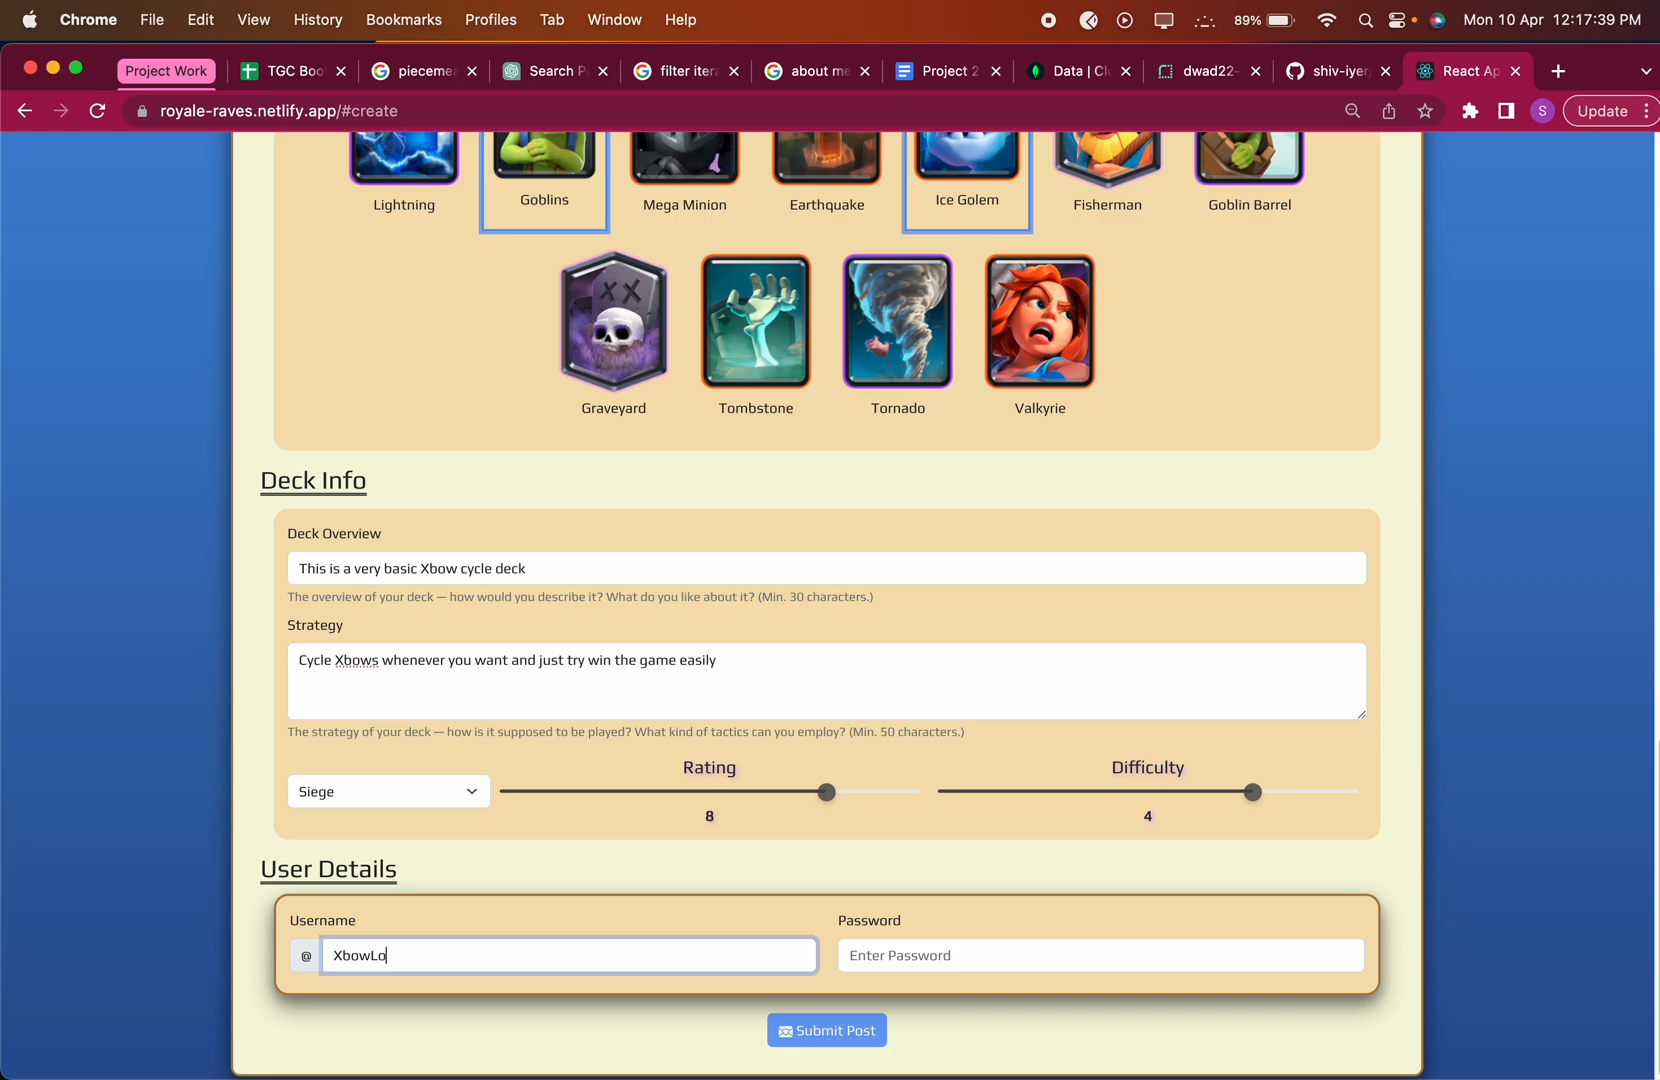 Chrome File Edit View History Bookmarks Profiles Tab Window Help 89% Mon 10 Apr 12:17:39 PM
Project Work TGC Boo piecemea Search P filter itera about me Project 2 Data | Cl dwad22- shiv-iyer React Ap
royale-raves.netlify.app/#create S Update
Lightning Goblins Mega Minion Earthquake Ice Golem Fisherman Goblin Barrel
Graveyard Tombstone Tornado Valkyrie
Deck Info
Deck Overview
This is a very basic Xbow cycle deck
The overview of your deck — how would you describe it? What do you like about it? (Min. 30 characters.)
Strategy
Cycle Xbows whenever you want and just try win the game easily
The strategy of your deck — how is it supposed to be played? What kind of tactics can you employ? (Min. 50 characters.)
Rating Difficulty
Siege
8 4
User Details
Username Password
@ XbowLo Enter Password
Submit Post